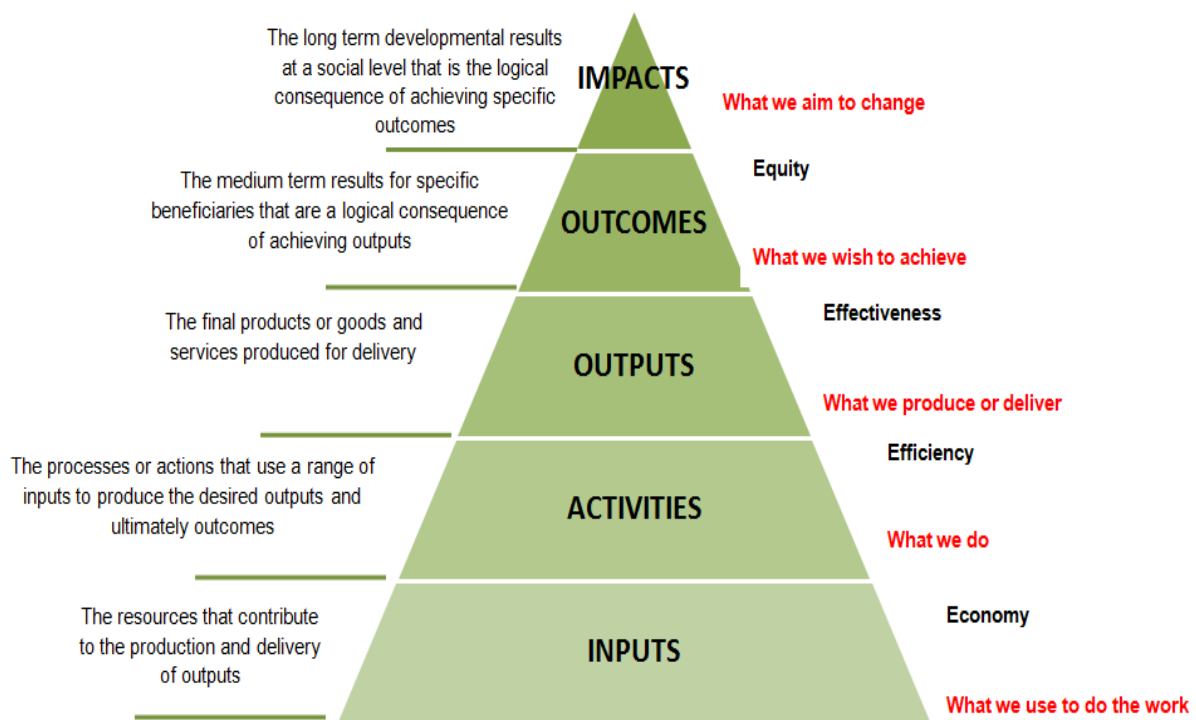 The long term developmental results
at a social level that is the logical
consequence of achieving specific
outcomes
IMPACTS
What we aim to change
Equity
The medium term results for specific
beneficiaries that are a logical consequence
of achieving outputs
OUTCOMES
What we wish to achieve
Effectiveness
The final products or goods and
services produced for delivery
OUTPUTS
What we produce or deliver
Efficiency
The processes or actions that use a range of
inputs to produce the desired outputs and
ultimately outcomes
ACTIVITIES
What we do
Economy
The resources that contribute
to the production and delivery
of outputs
INPUTS
What we use to do the work